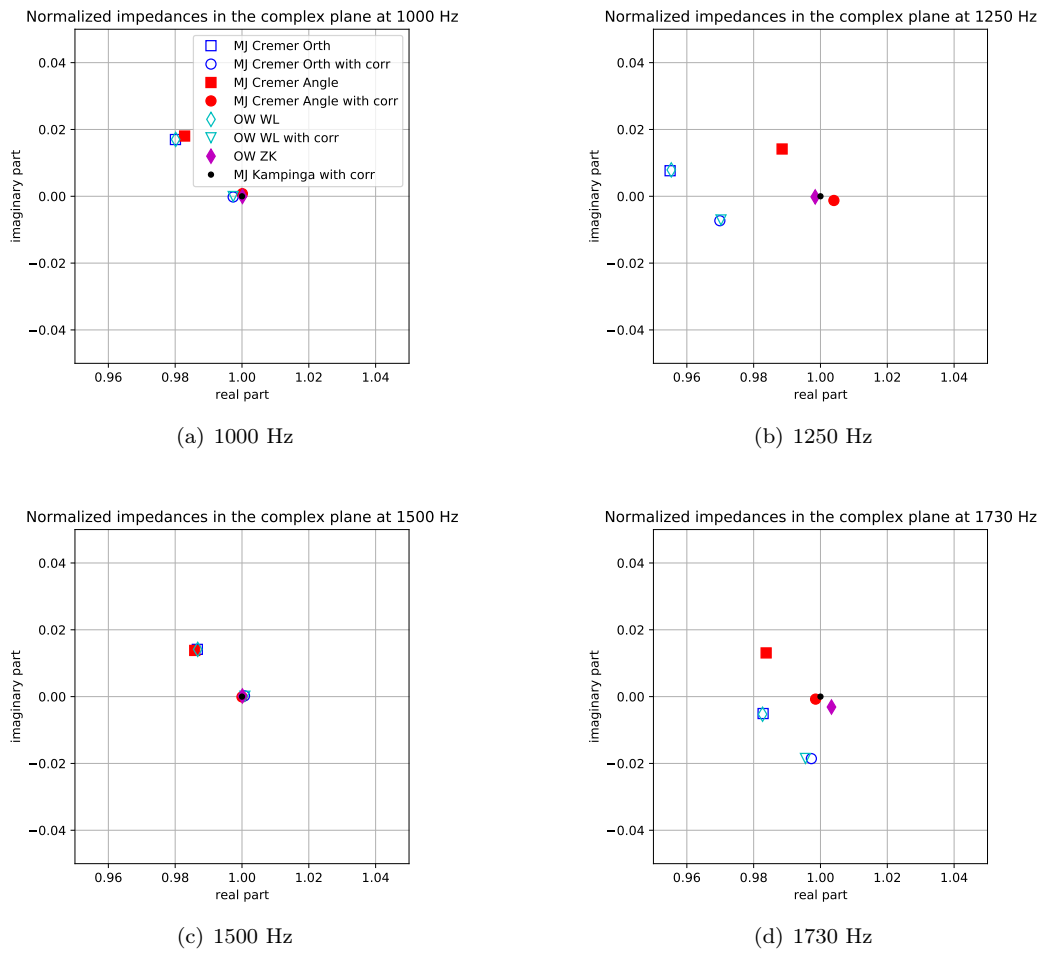 Normalized impedances in the complex plane at 1000 Hz
MJ Cremer Orth
MJ Cremer Orth with corr
MJ Cremer Angle
MJ Cremer Angle with corr
OW WL
OW WL with corr
OW ZK
MJ Kampinga with corr
0.04
0.02
0.00
−0.02
−0.04
imaginary part
0.96 0.98 1.00 1.02 1.04
real part
(a) 1000 Hz
Normalized impedances in the complex plane at 1250 Hz
0.04
0.02
0.00
−0.02
−0.04
imaginary part
0.96 0.98 1.00 1.02 1.04
real part
(b) 1250 Hz
Normalized impedances in the complex plane at 1500 Hz
0.04
0.02
0.00
−0.02
−0.04
imaginary part
0.96 0.98 1.00 1.02 1.04
real part
(c) 1500 Hz
Normalized impedances in the complex plane at 1730 Hz
0.04
0.02
0.00
−0.02
−0.04
imaginary part
0.96 0.98 1.00 1.02 1.04
real part
(d) 1730 Hz